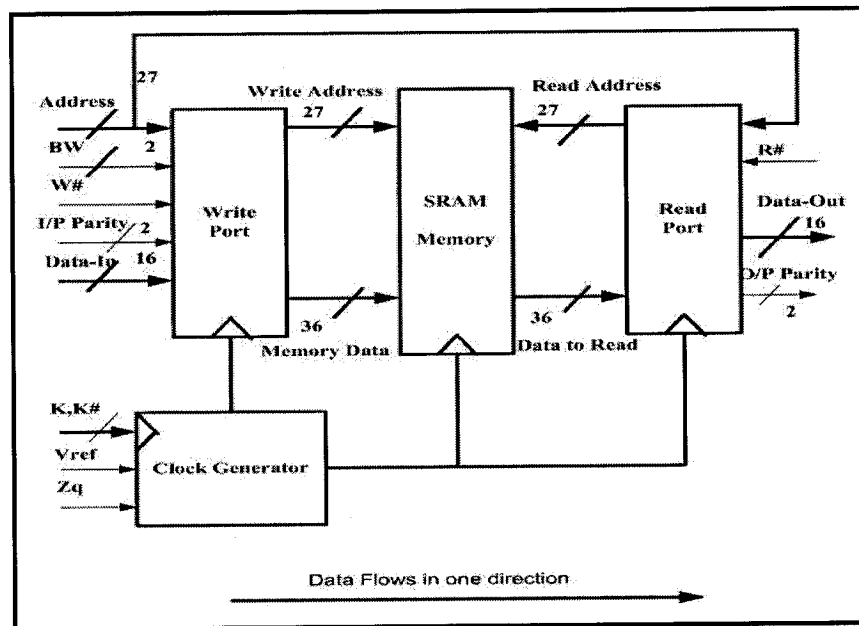 27
Address
BW
2
W#
I/P Parity
2
Data-In
16
Write
Port
Write Address
27
36
Memory Data
SRAM
Memory
Read Address
27
36
Data to Read
Read
Port
R#
Data-Out
16
O/P Parity
2
K,K#
Vref
Zq
Clock Generator
Data Flows in one direction